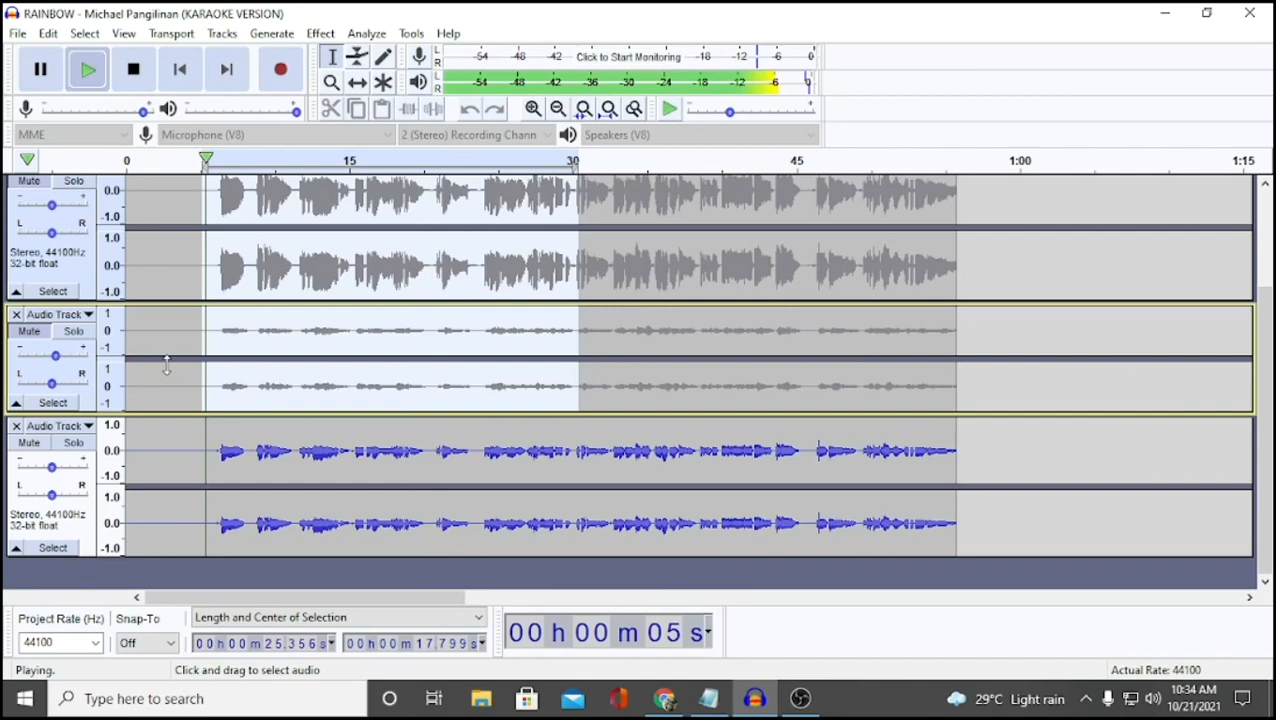 RAINBOW - Michael Pangilinan (KARAOKE VERSION)
File Edit Select View Transport Tracks Generate Effect Analyze Tools Help
L R -54 -48 -42 Click to Start Monitoring -18 -12 -6 0
L R -54 -48 -42 -36 -30 -24 -18 -12 -6 0
MME Microphone (V8) 2 (Stereo) Recording Chann Speakers (V8)
0 15 30 45 1:00 1:15
Mute Solo 0.0
- + -1.0
L R 1.0
Stereo, 44100Hz 0.0
32-bit float
Select -1.0
Audio Track 1
Mute Solo 0
- + -1
L R 1
0
Select -1
Audio Track 1.0
Mute Solo 0.0
- + -1.0
L R 1.0
Stereo, 44100Hz 0.0
32-bit float
Select -1.0
Project Rate (Hz) Snap-To Length and Center of Selection
44100 Off 00 h 00 m 25.356 s 00 h 00 m 17.799 s
00 h 00 m 05 s
Playing. Click and drag to select audio Actual Rate: 44100
Type here to search 29°C Light rain 10:34 AM
10/21/2021